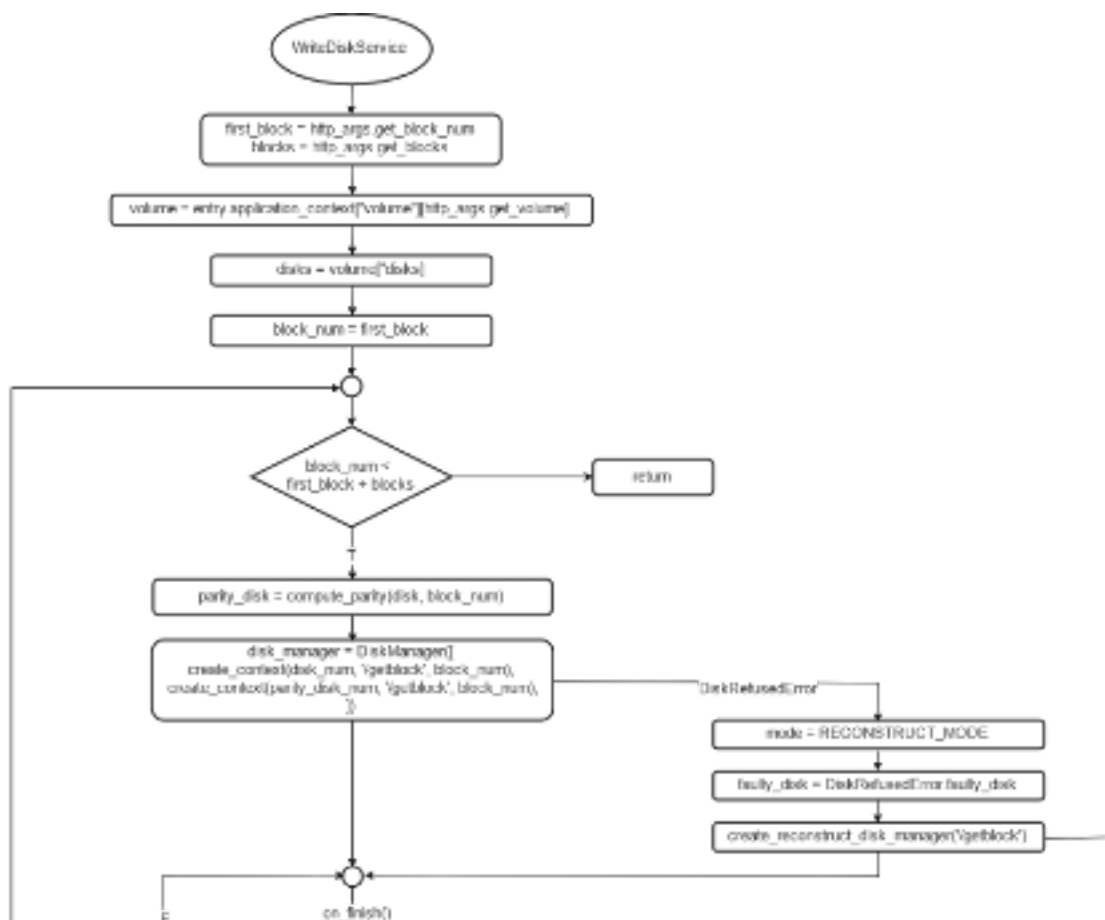 WriteDiskService
first_block = http_args.get_block_num
blocks = http_args.get_blocks
volume = entry.application_context["volume"][http_args.get_volume]
disks = volume["disks]
block_num = first_block
block_num <
first_block + blocks
return
T
parity_disk = compute_parity(disk, block_num)
disk_manager = DiskManager([
create_context(disk_num, '/getblock', block_num),
create_context(parity_disk_num, '/getblock', block_num),
])
DiskRefusedError
mode = RECONSTRUCT_MODE
faulty_disk = DiskRefusedError.faulty_disk
create_reconstruct_disk_manager('/getblock')
F
on_finish()